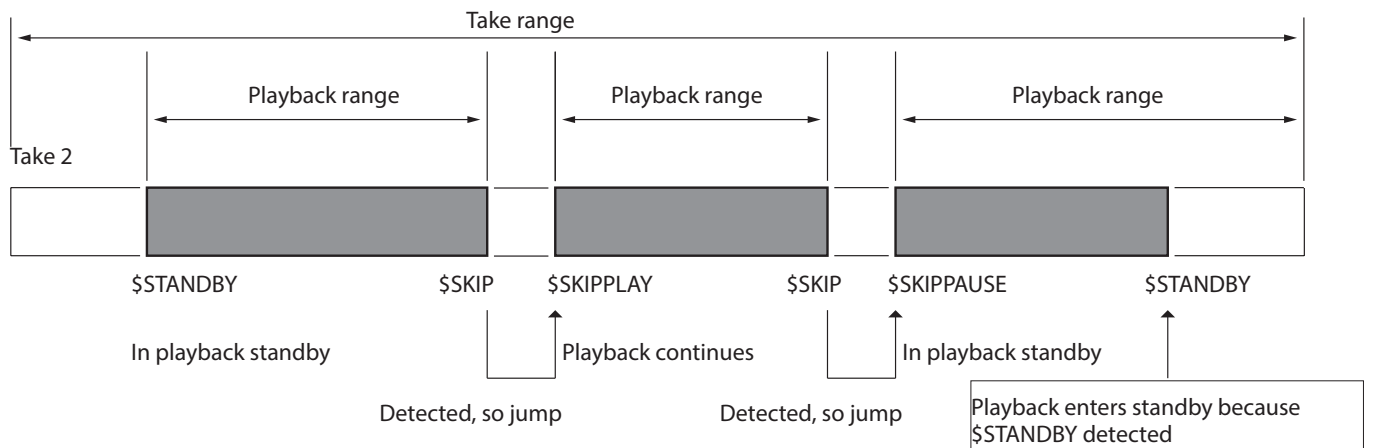 Take range
Playback range
Playback range
Playback range
Take 2
$STANDBY
$SKIP
$SKIPPLAY
$SKIP
$SKIPPAUSE
$STANDBY
In playback standby
Playback continues
In playback standby
Detected, so jump
Detected, so jump
Playback enters standby because
$STANDBY detected